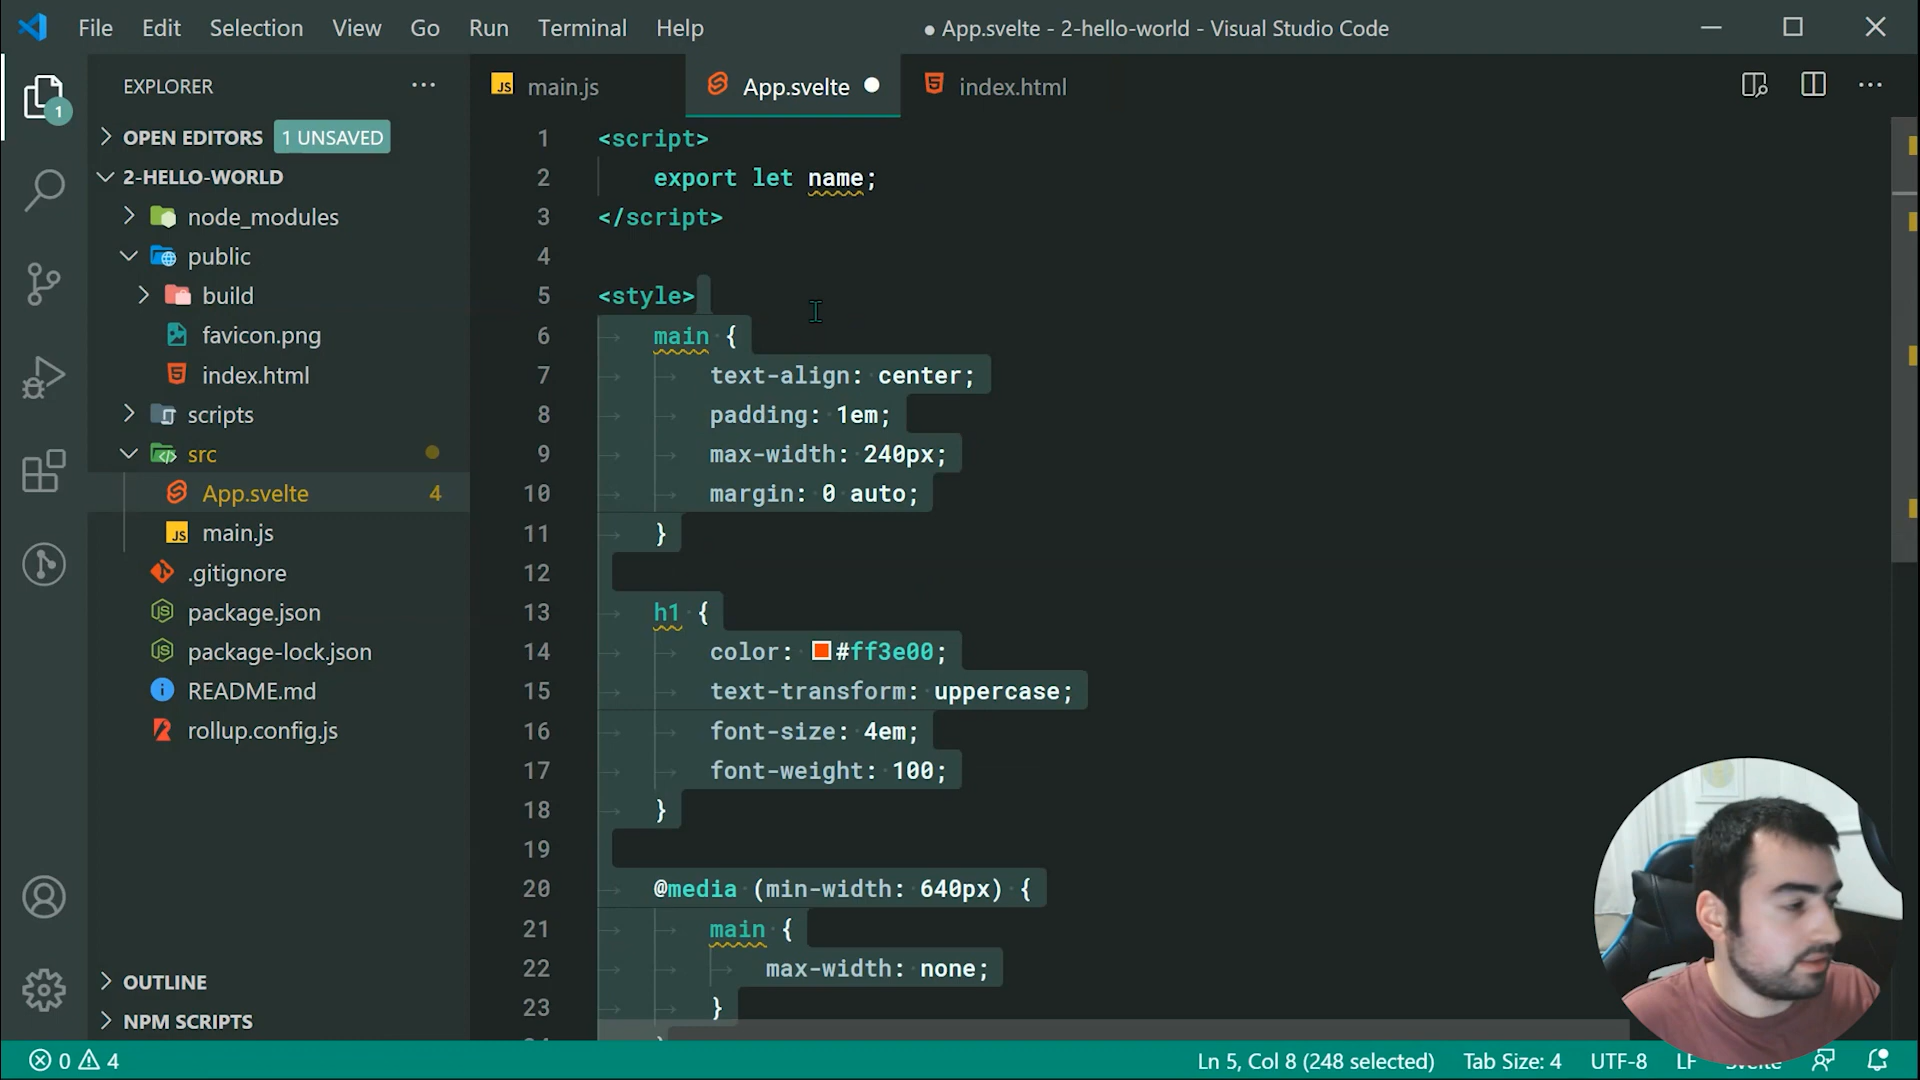 File Edit Selection View Go Run Terminal Help
● App.svelte - 2-hello-world - Visual Studio Code
EXPLORER
1
OPEN EDITORS 1 UNSAVED
2-HELLO-WORLD
node_modules
public
build
favicon.png
index.html
scripts
src
App.svelte 4
main.js
.gitignore
package.json
package-lock.json
README.md
rollup.config.js
OUTLINE
NPM SCRIPTS
JS main.js
App.svelte ●
index.html
1 <script>
2 export let name;
3 </script>
4
5 <style>
6 main {
7 text-align: center;
8 padding: 1em;
9 max-width: 240px;
10 margin: 0 auto;
11 }
12
13 h1 {
14 color: #ff3e00;
15 text-transform: uppercase;
16 font-size: 4em;
17 font-weight: 100;
18 }
19
20 @media (min-width: 640px) {
21 main {
22 max-width: none;
23 }
0 4
Ln 5, Col 8 (248 selected) Tab Size: 4 UTF-8 LF Svelte